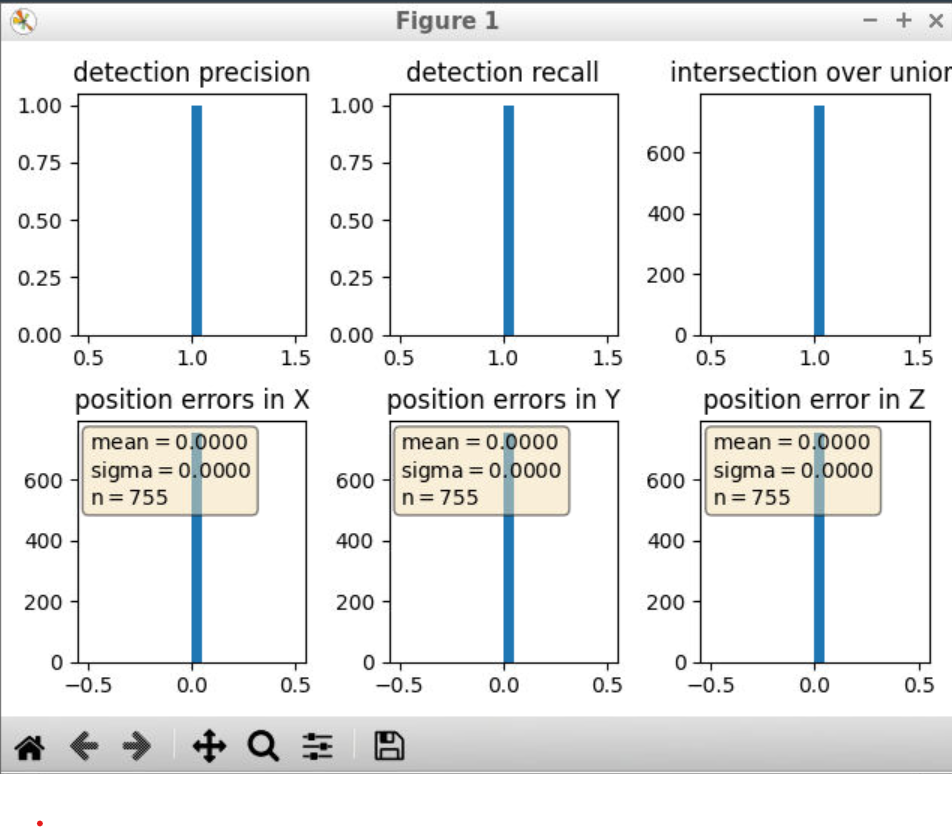 Figure 1
detection precision
1.00
0.75
0.50
0.25
0.00
0.5 1.0 1.5
detection recall
1.00
0.75
0.50
0.25
0.00
0.5 1.0 1.5
intersection over union
600
400
200
0
0.5 1.0 1.5
position errors in X
mean = 0.0000
sigma = 0.0000
n = 755
600
400
200
0
−0.5 0.0 0.5
position errors in Y
mean = 0.0000
sigma = 0.0000
n = 755
600
400
200
0
−0.5 0.0 0.5
position error in Z
mean = 0.0000
sigma = 0.0000
n = 755
600
400
200
0
−0.5 0.0 0.5